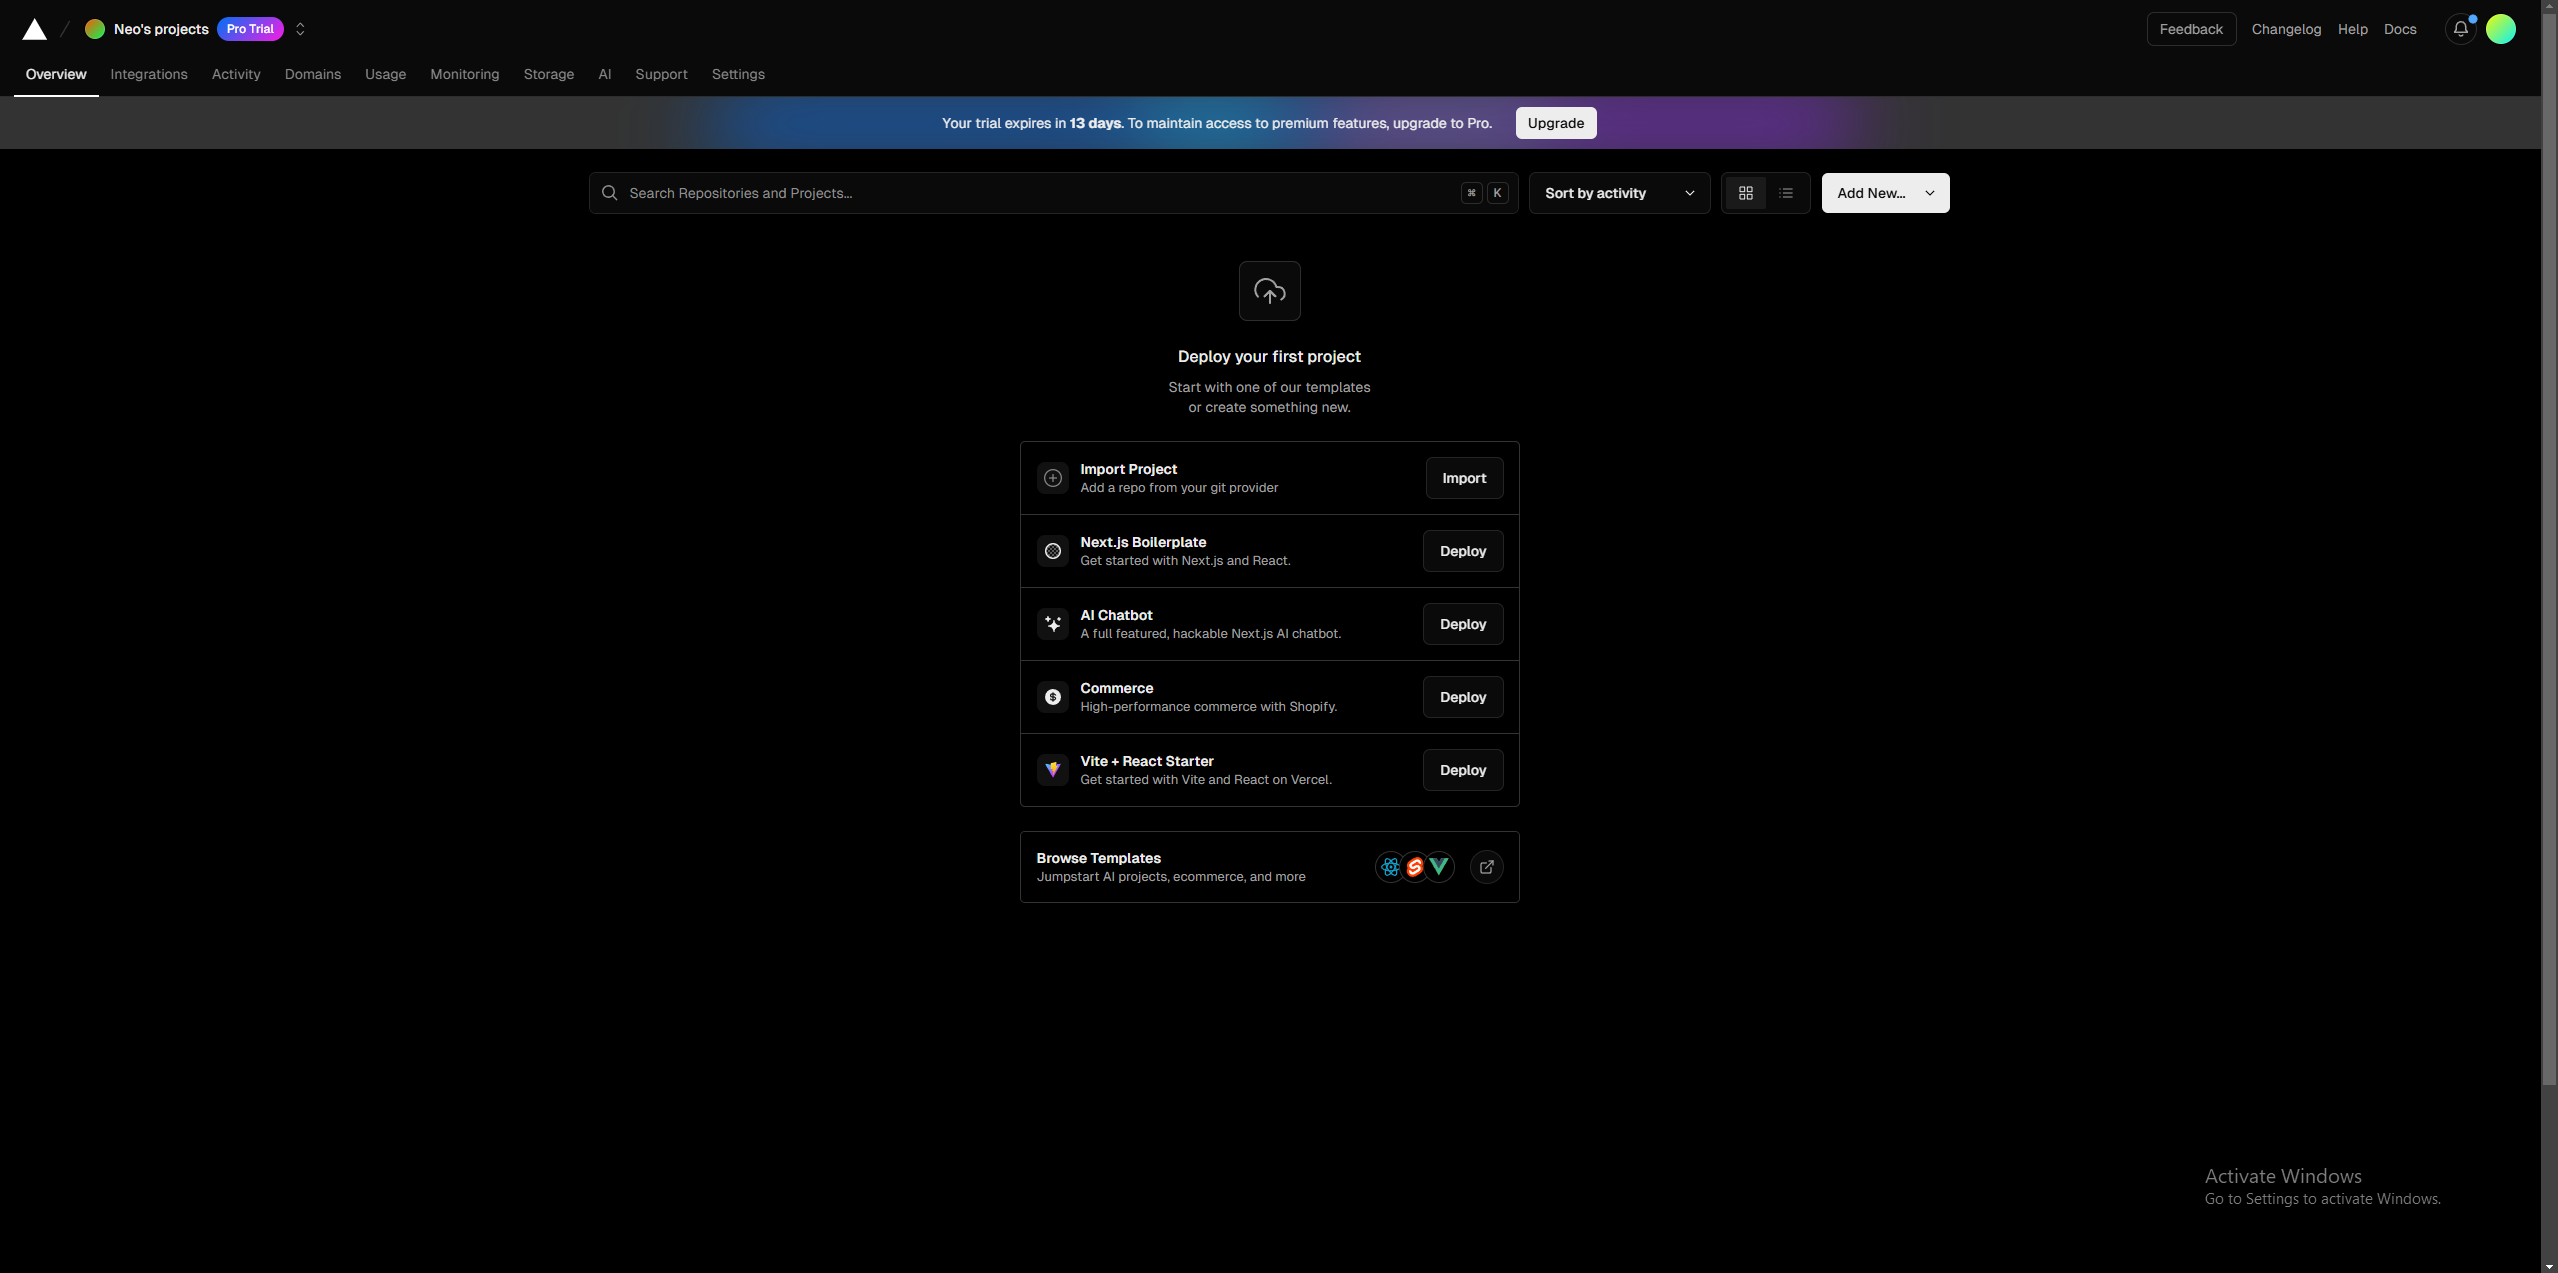 Neo's projects Pro Trial
Feedback Changelog Help Docs
Overview Integrations Activity Domains Usage Monitoring Storage AI Support Settings
Your trial expires in 13 days. To maintain access to premium features, upgrade to Pro. Upgrade
Search Repositories and Projects... ⌘ K Sort by activity Add New...
Deploy your first project
Start with one of our templates
or create something new.
Import Project
Add a repo from your git provider
Import
Next.js Boilerplate
Get started with Next.js and React.
Deploy
AI Chatbot
A full featured, hackable Next.js AI chatbot.
Deploy
Commerce
High-performance commerce with Shopify.
Deploy
Vite + React Starter
Get started with Vite and React on Vercel.
Deploy
Browse Templates
Jumpstart AI projects, ecommerce, and more
Activate Windows
Go to Settings to activate Windows.